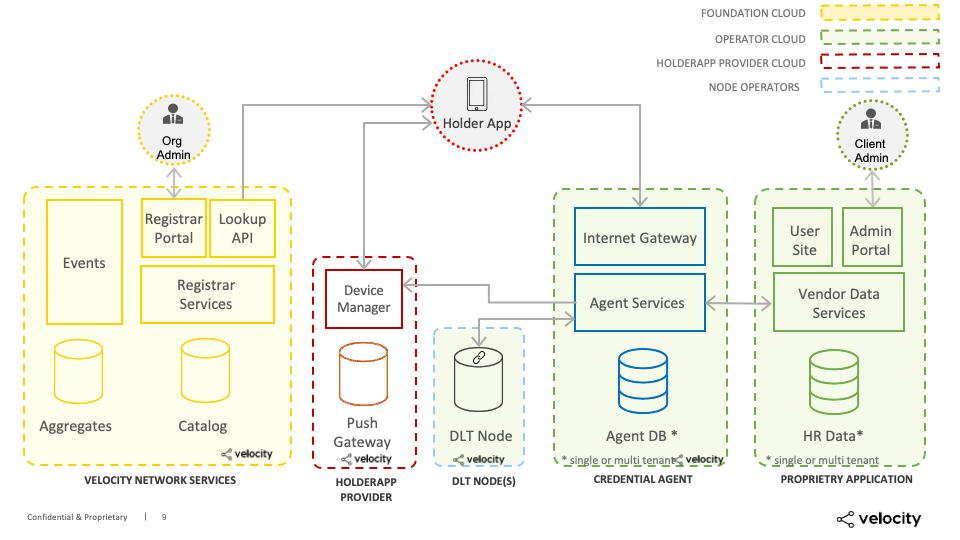 FOUNDATION CLOUD
OPERATOR CLOUD
HOLDERAPP PROVIDER CLOUD
NODE OPERATORS
Holder App
Org
Admin
Client
Admin
Events
Registrar
Portal
Lookup
API
Registrar
Services
Aggregates
Catalog
velocity
VELOCITY NETWORK SERVICES
Device
Manager
Push
Gateway
velocity
HOLDERAPP
PROVIDER
DLT Node
velocity
DLT NODE(S)
Internet Gateway
Agent Services
Agent DB *
* single or multi tenant
velocity
CREDENTIAL AGENT
User
Site
Admin
Portal
Vendor Data
Services
HR Data*
* single or multi tenant
PROPRIETRY APPLICATION
Confidential & Proprietary | 9
velocity